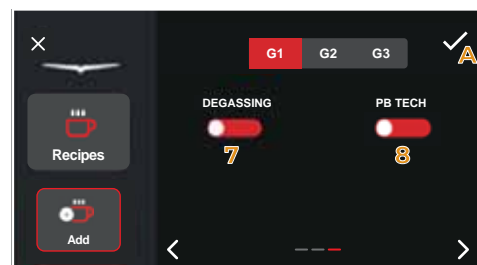 G1 G2 G3
A
DEGASSING PB TECH
7 8
Recipes
Add